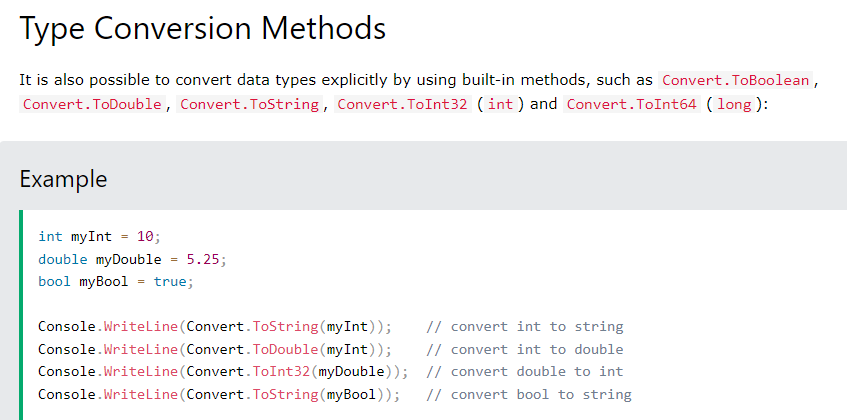 Type Conversion Methods
It is also possible to convert data types explicitly by using built-in methods, such as Convert.ToBoolean,
Convert.ToDouble, Convert.ToString, Convert.ToInt32 (int) and Convert.ToInt64 (long):
Example
int myInt = 10;
double myDouble = 5.25;
bool myBool = true;
Console.WriteLine(Convert.ToString(myInt));    // convert int to string
Console.WriteLine(Convert.ToDouble(myInt));    // convert int to double
Console.WriteLine(Convert.ToInt32(myDouble));  // convert double to int
Console.WriteLine(Convert.ToString(myBool));   // convert bool to string